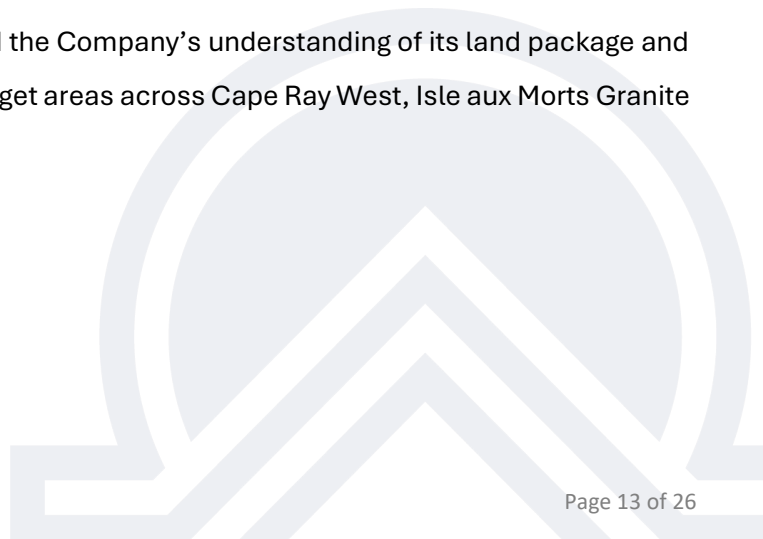 the Company’s understanding of its land package and
areas across Cape Ray West, Isle aux Morts Granite
Page 13 of 26